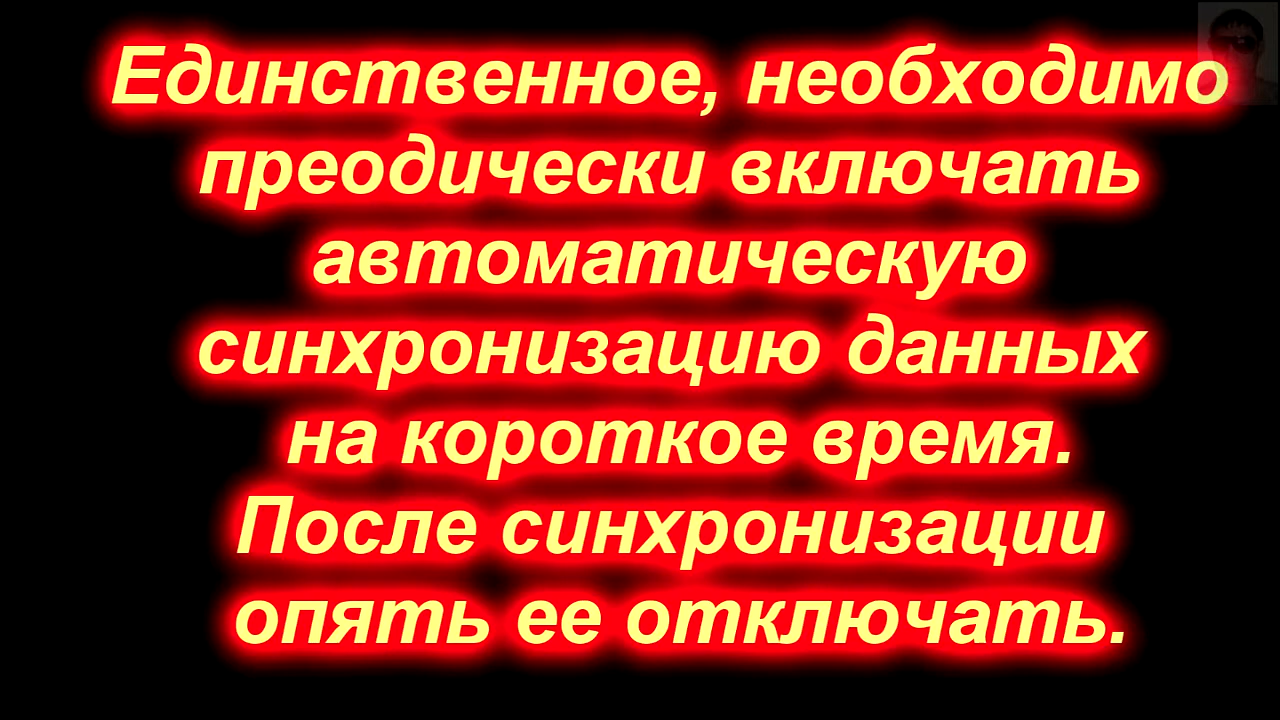 Единственное, необходимо
преодически включать
автоматическую
синхронизацию данных
на короткое время.
После синхронизации
опять ее отключать.